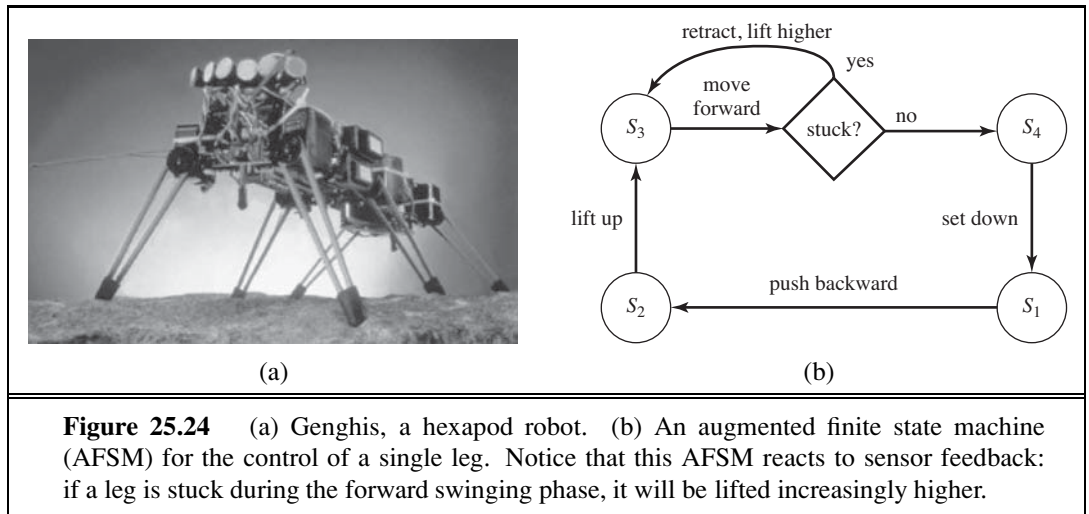 retract, lift higher
yes
move
forward
S3
stuck?
no
S4
lift up
set down
push backward
S2
S1
(a)
(b)
Figure 25.24 (a) Genghis, a hexapod robot. (b) An augmented finite state machine
(AFSM) for the control of a single leg. Notice that this AFSM reacts to sensor feedback:
if a leg is stuck during the forward swinging phase, it will be lifted increasingly higher.